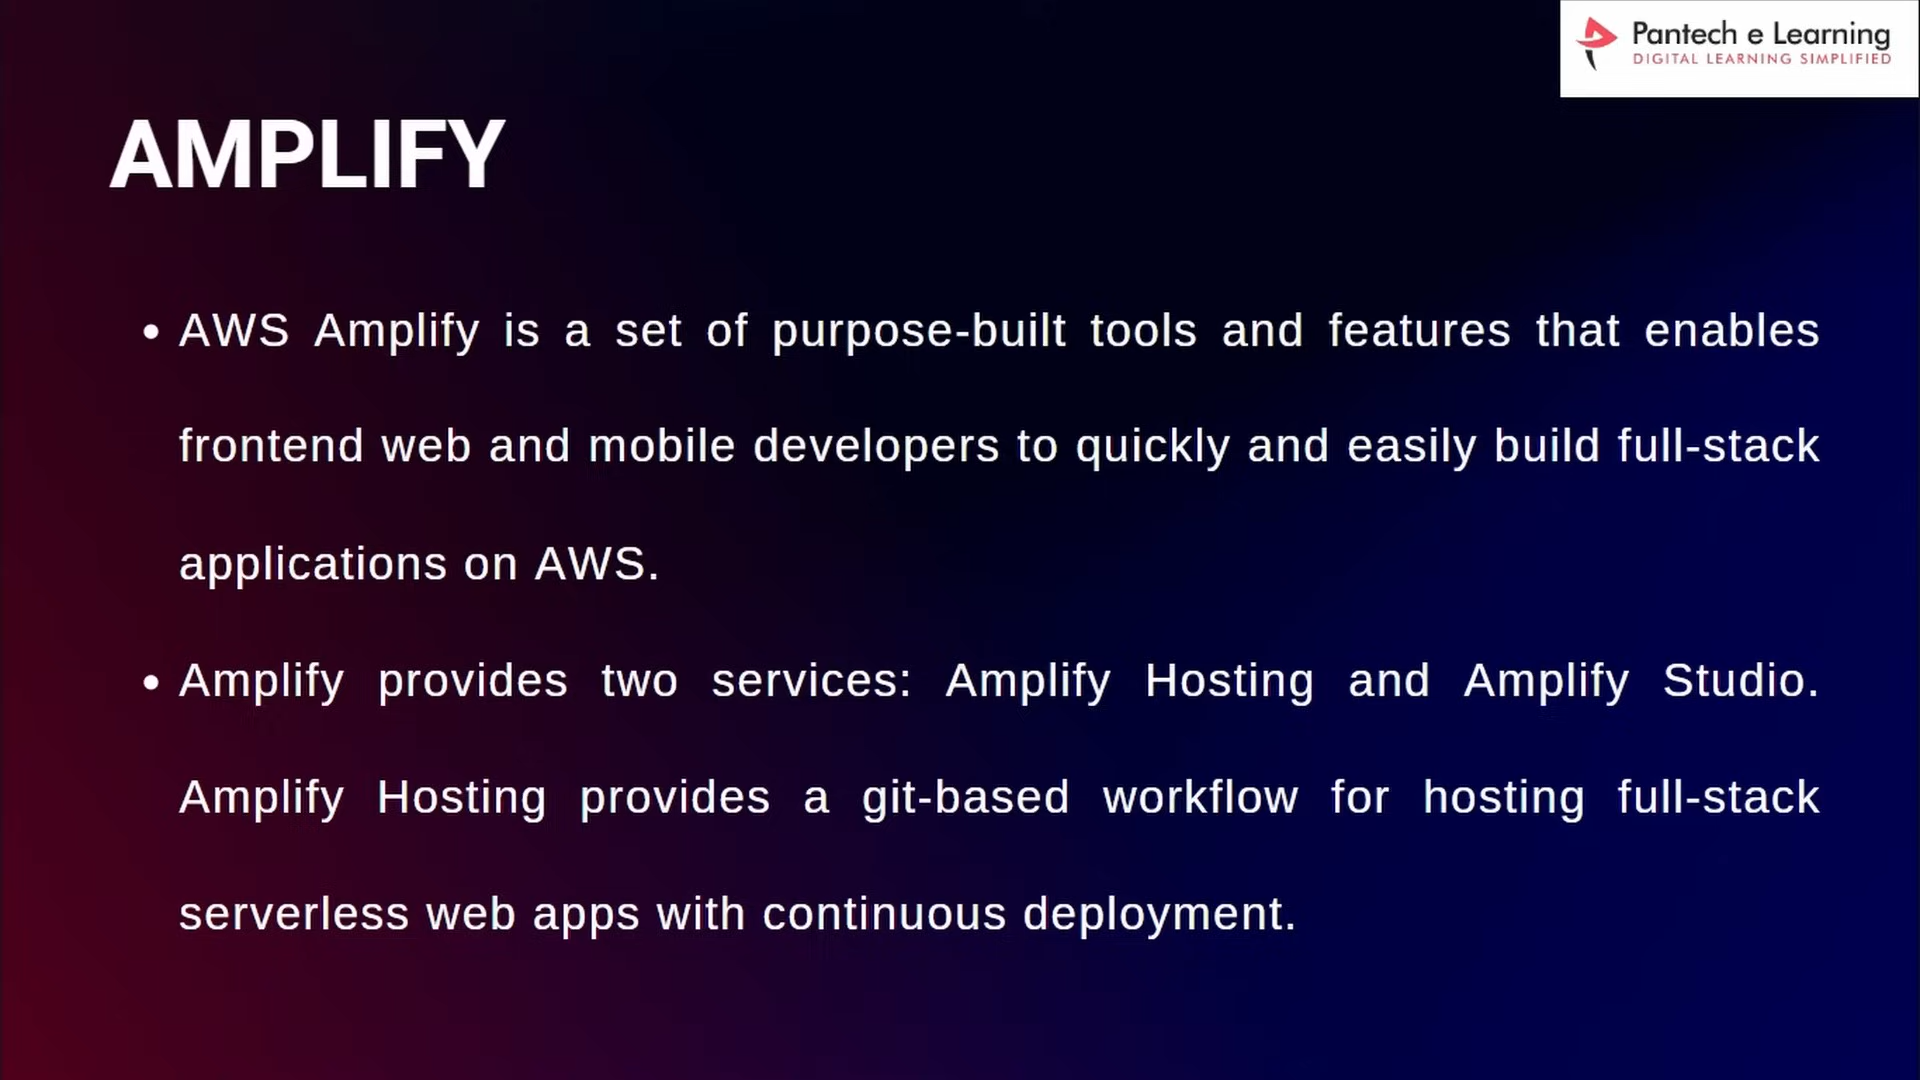 Pantech e Learning
DIGITAL LEARNING SIMPLIFIED
AMPLIFY
• AWS Amplify is a set of purpose-built tools and features that enables
frontend web and mobile developers to quickly and easily build full-stack
applications on AWS.
• Amplify provides two services: Amplify Hosting and Amplify Studio.
Amplify Hosting provides a git-based workflow for hosting full-stack
serverless web apps with continuous deployment.